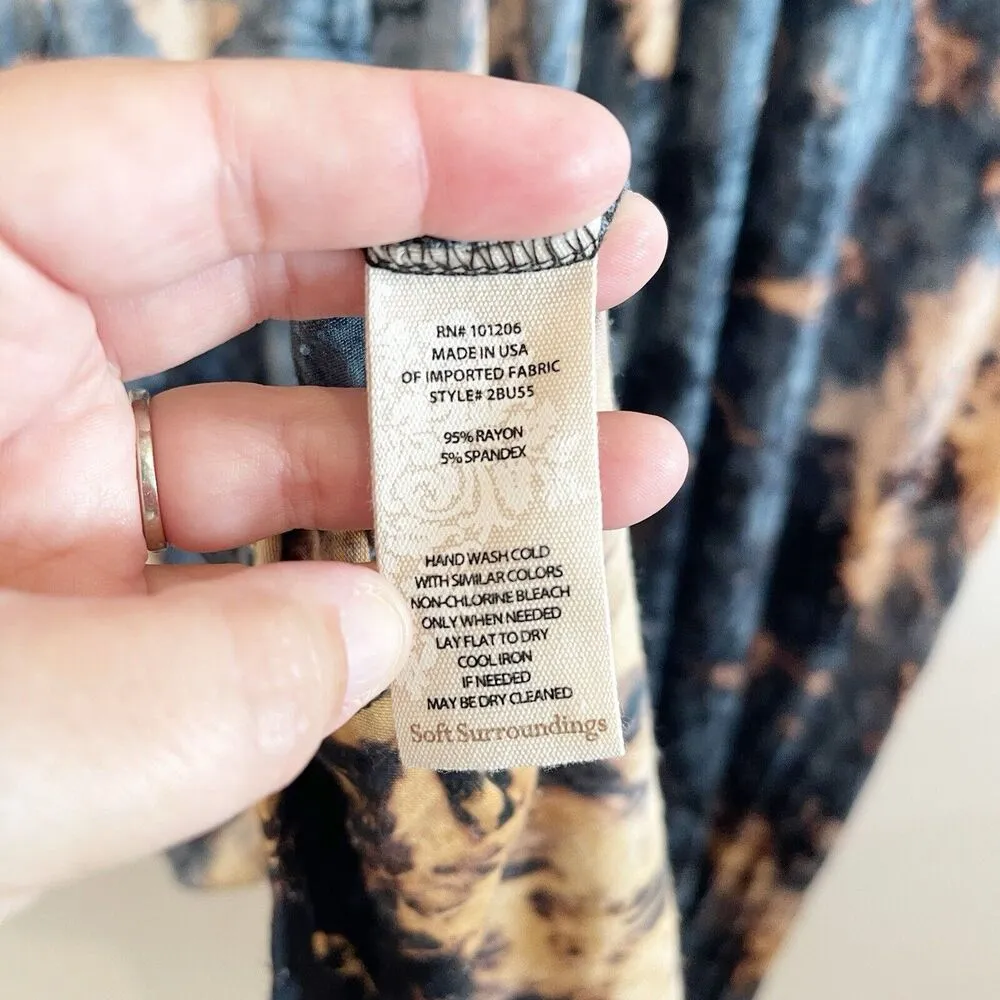 RN# 101206
MADE IN USA
OF IMPORTED FABRIC
STYLE# 2BU55
95% RAYON
5% SPANDEX
HAND WASH COLD
WITH SIMILAR COLORS
NON-CHLORINE BLEACH
ONLY WHEN NEEDED
LAY FLAT TO DRY
COOL IRON
IF NEEDED
MAY BE DRY CLEANED
Soft Surroundings